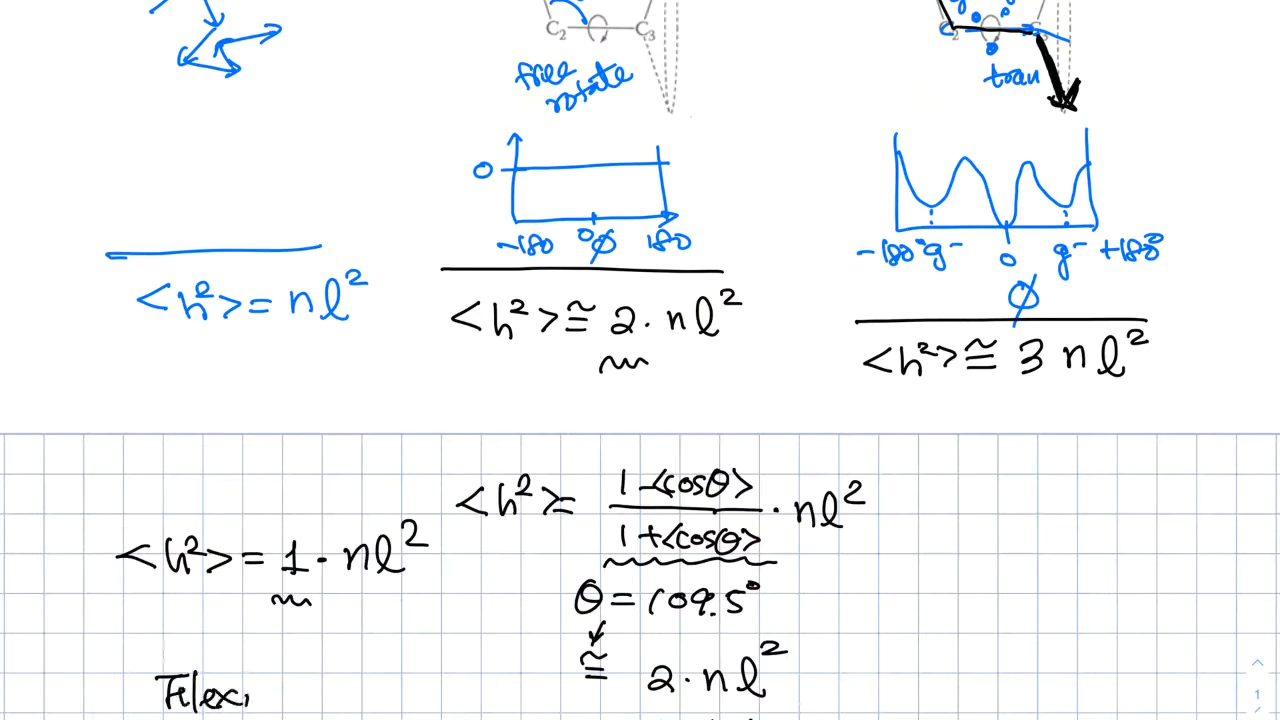 C₂ C₃
free rotate
0
-180 0 ϕ 180
<h²> = nl²
<h²> ≅ 2 · nl²
tran
-180° g⁻ 0 g⁻ +180°
ϕ
<h²> ≅ 3 nl²
<h²> = 1 · nl²
<h²> = (1 - <cosθ>) / (1 + <cosθ>) · nl²
θ = 109.5°
≅ 2 · nl²
Flex
1